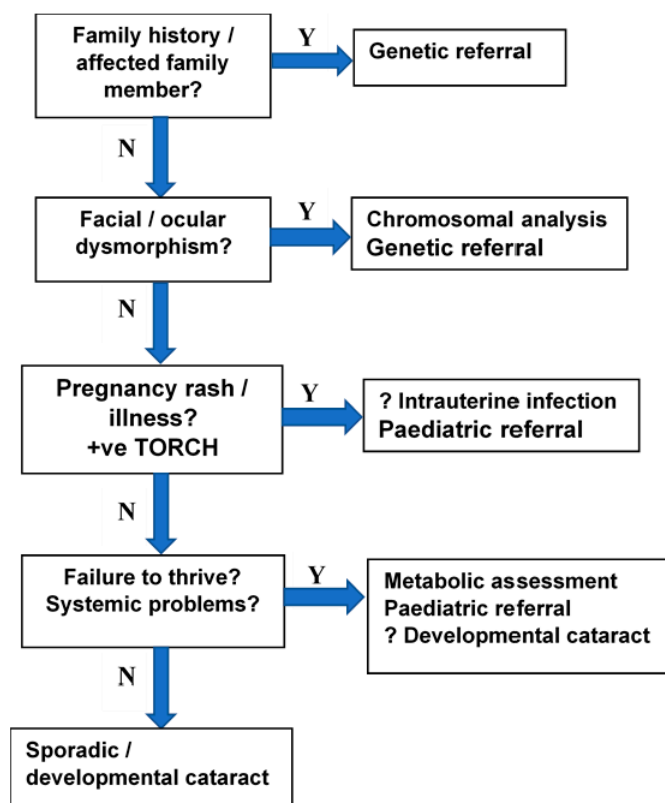 Family history /
affected family
member?
Y
Genetic referral
N
Facial / ocular
dysmorphism?
Y
Chromosomal analysis
Genetic referral
N
Pregnancy rash /
illness?
+ve TORCH
Y
? Intrauterine infection
Paediatric referral
N
Failure to thrive?
Systemic problems?
Y
Metabolic assessment
Paediatric referral
? Developmental cataract
N
Sporadic /
developmental cataract